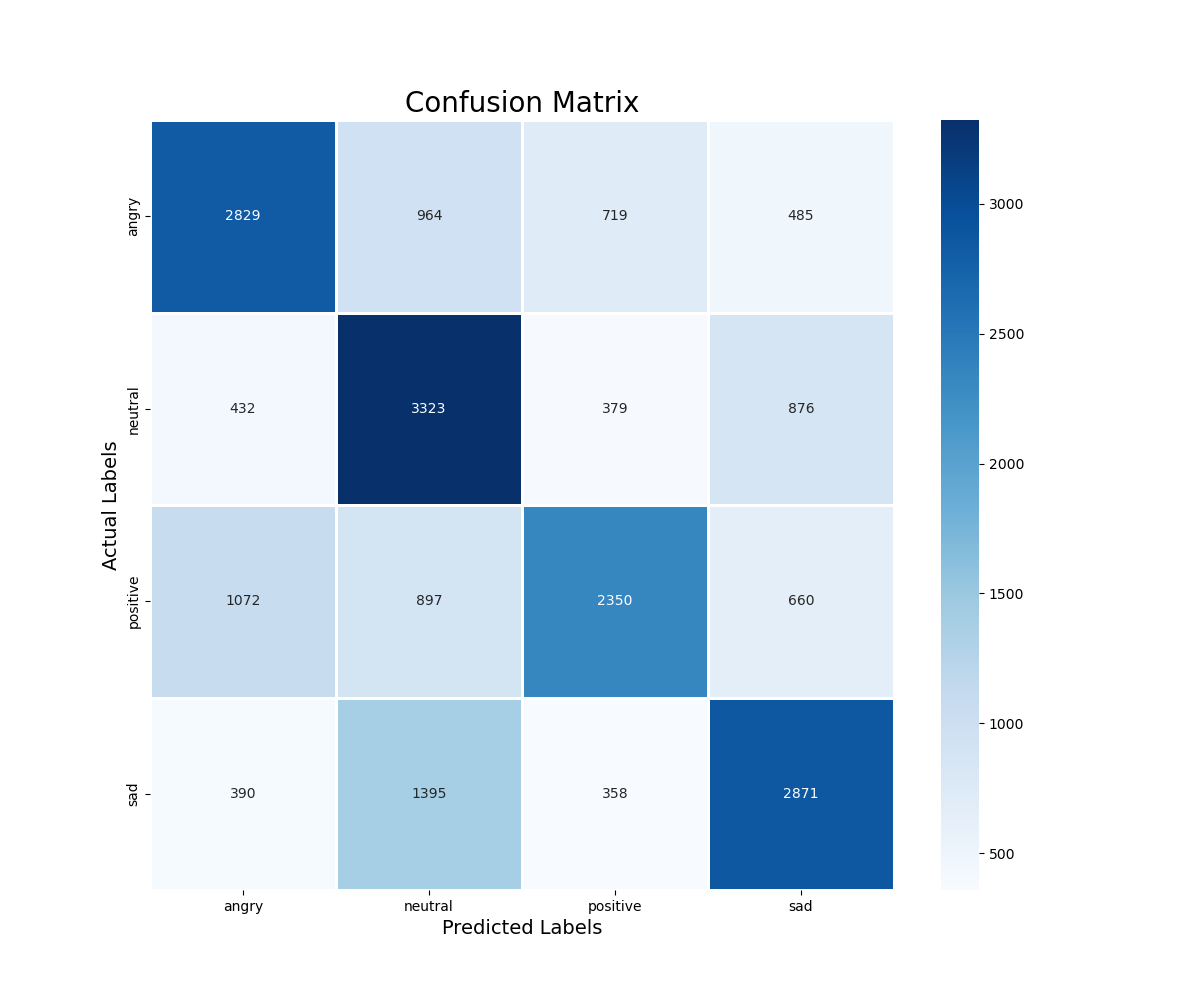 Confusion Matrix
angry 2829 964 719 485
neutral 432 3323 379 876
positive 1072 897 2350 660
sad 390 1395 358 2871
angry neutral positive sad
Predicted Labels
Actual Labels
3000
2500
2000
1500
1000
500